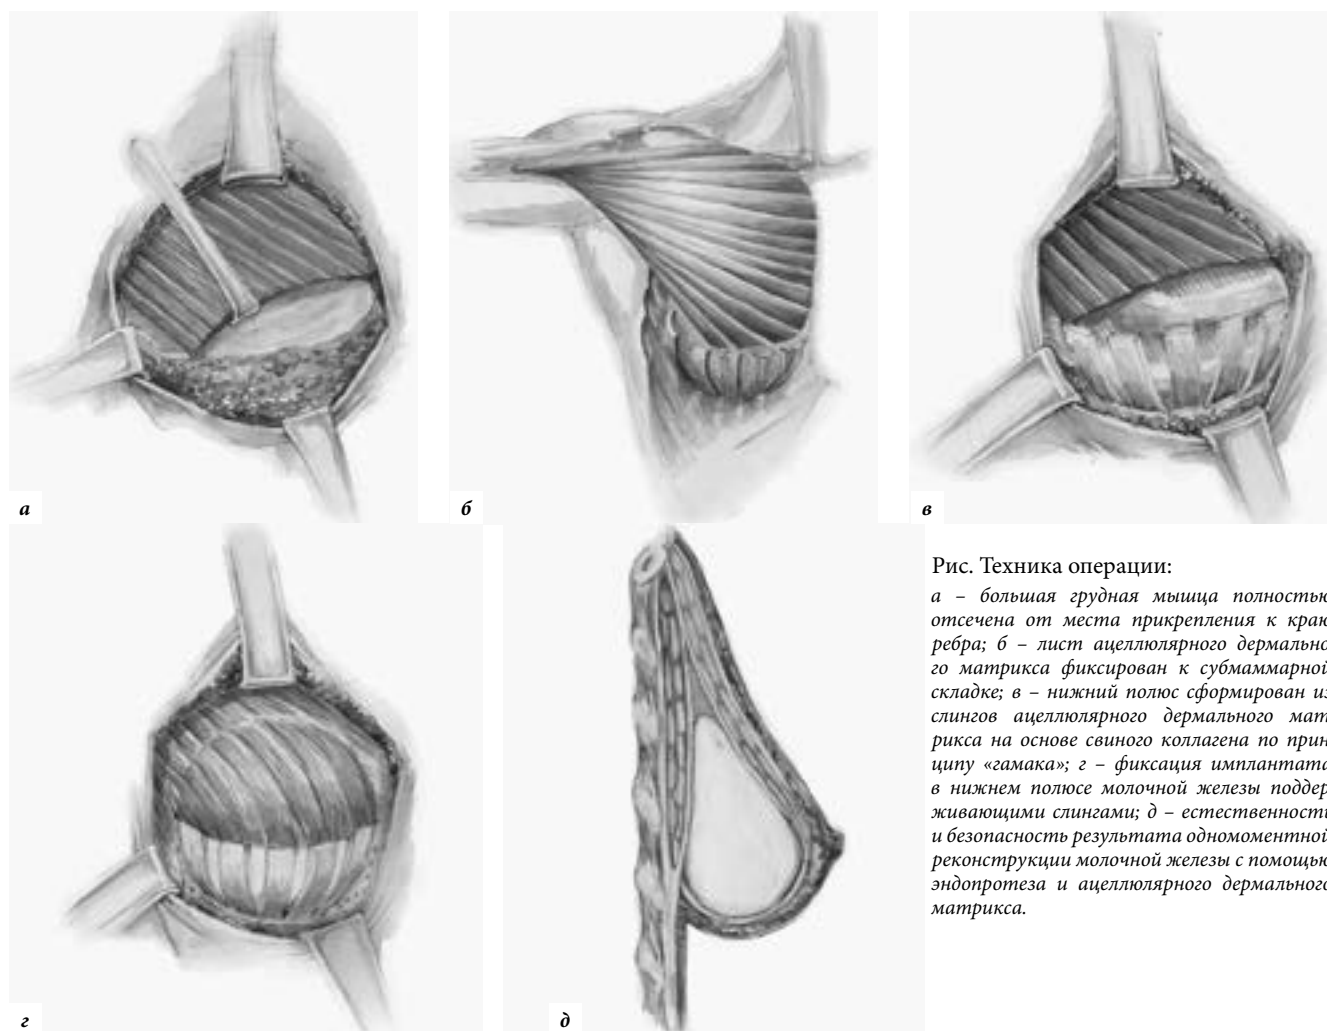 а
б
в
г
д
Рис. Техника операции:
а – большая грудная мышца полностью
отсечена от места прикрепления к краю
ребра; б – лист ацеллюлярного дермально
го матрикса фиксирован к субмаммарной
складке; в – нижний полюс сформирован из
слингов ацеллюлярного дермального мат
рикса на основе свиного коллагена по прин
ципу «гамака»; г – фиксация имплантата
в нижнем полюсе молочной железы поддер
живающими слингами; д – естественность
и безопасность результата одномоментной
реконструкции молочной железы с помощью
эндопротеза и ацеллюлярного дермального
матрикса.